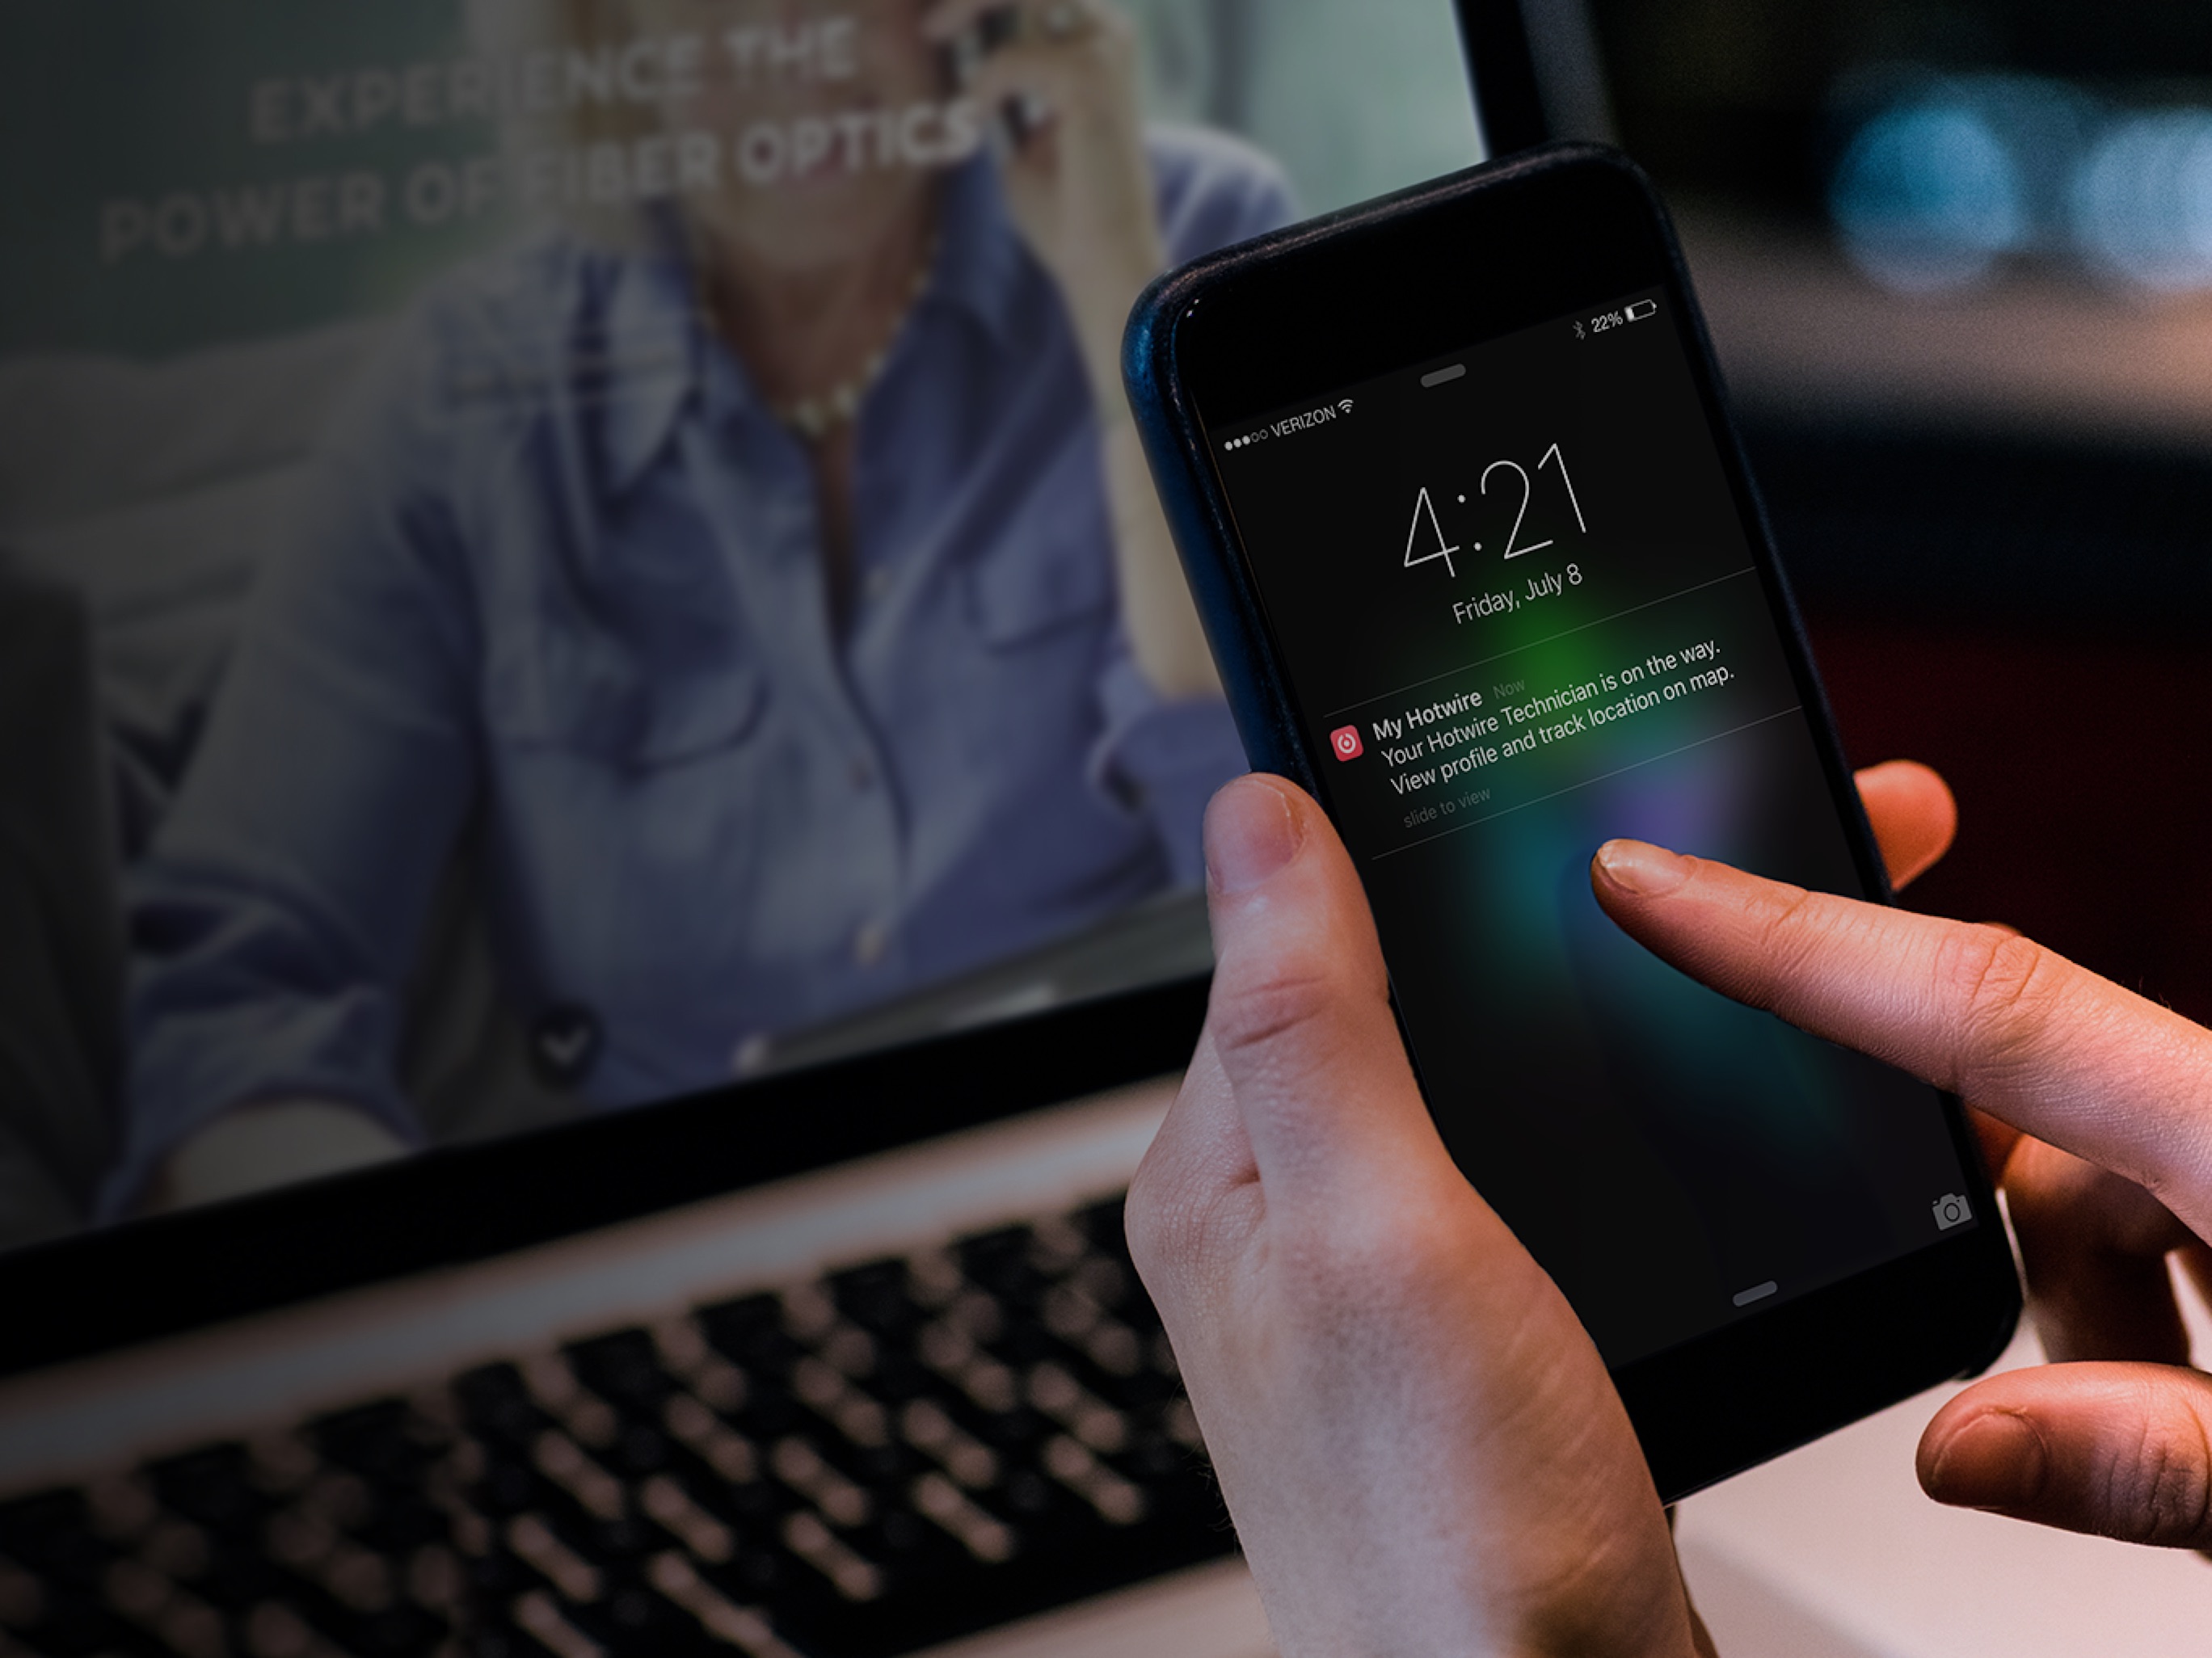 EXPERIENCE THE
POWER OF FIBER OPTICS
VERIZON
22%
4:21
Friday, July 8
My Hotwire Now
Your Hotwire Technician is on the way.
View profile and track location on map.
slide to view